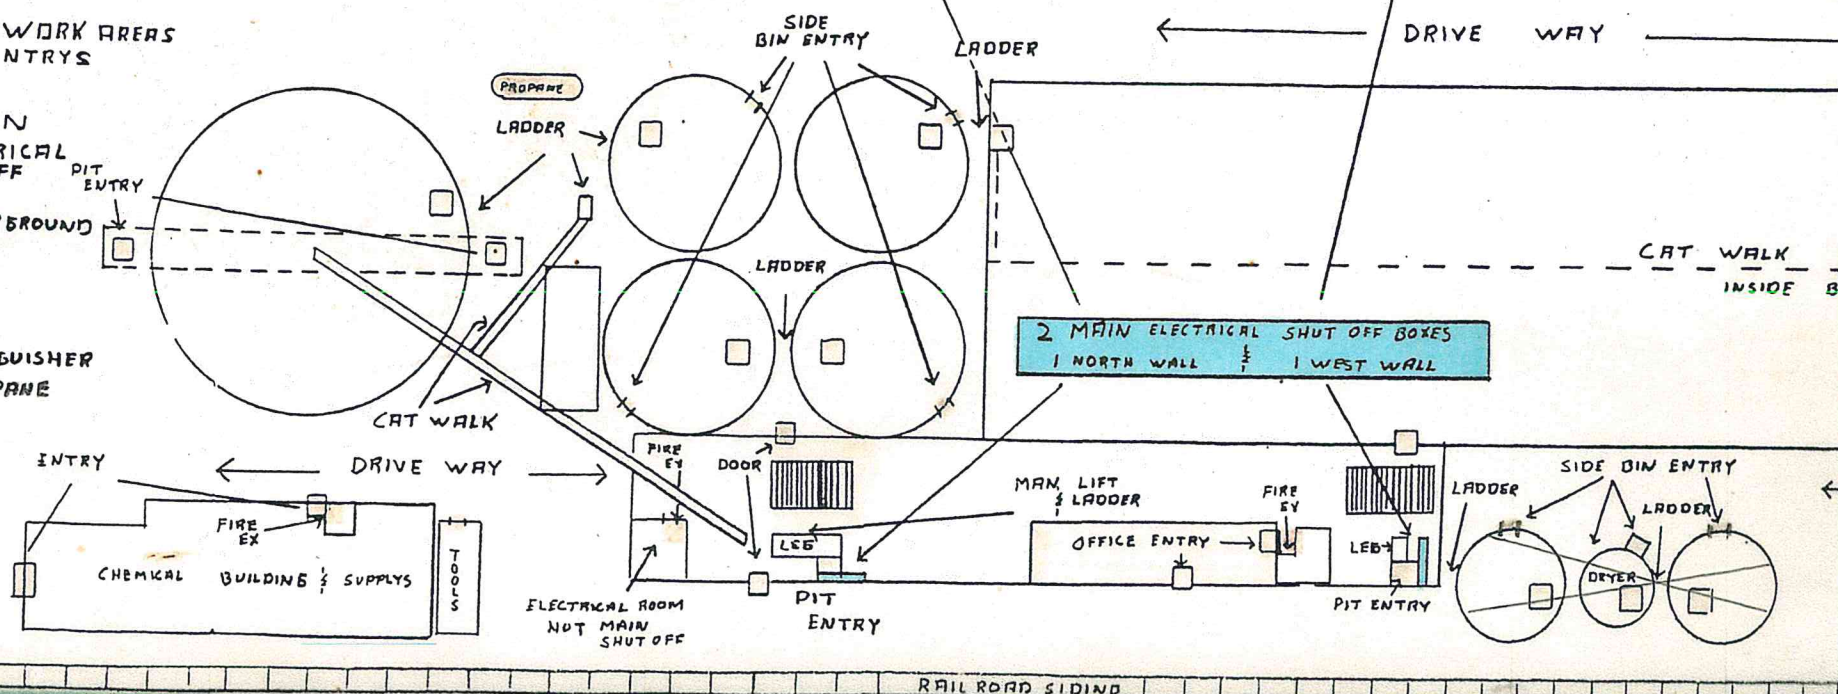 WORK AREAS
NTRYS
N
RICAL
FF
PIT
ENTRY
GROUND
GUISHER
PANE
PROPANE
LADDER
SIDE
BIN ENTRY
LADDER
DRIVE WAY
LADDER
CAT WALK
INSIDE B
2 MAIN ELECTRICAL SHUT OFF BOXES
1 NORTH WALL & 1 WEST WALL
CAT WALK
INTRY
DRIVE WAY
FIRE
EX
CHEMICAL BUILDING & SUPPLYS
TOOLS
FIRE
EX
DOOR
LEG
MAN LIFT
& LADDER
OFFICE ENTRY
FIRE
EY
LEG
SIDE BIN ENTRY
LADDER
LADDER
DRYER
ELECTRICAL ROOM
NOT MAIN
SHUT OFF
PIT
ENTRY
PIT ENTRY
RAIL ROAD SIDING